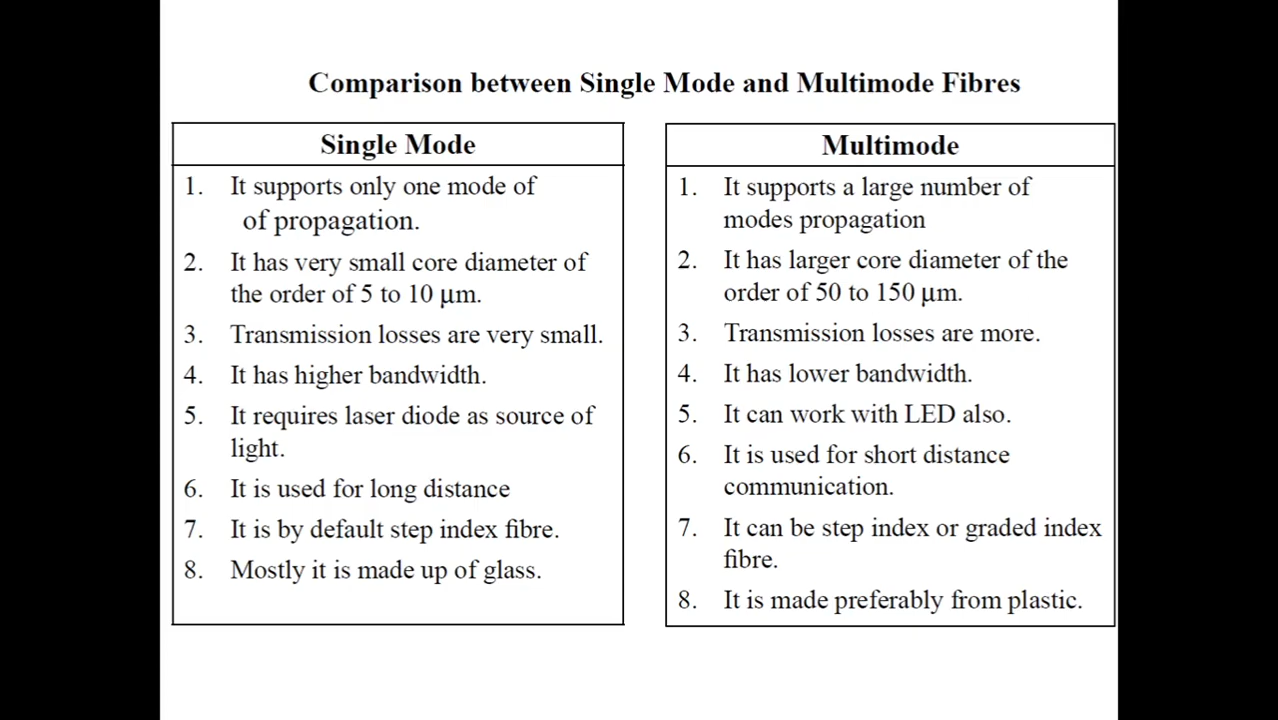 Comparison between Single Mode and Multimode Fibres
Single Mode
1. It supports only one mode of
of propagation.
2. It has very small core diameter of
the order of 5 to 10 μm.
3. Transmission losses are very small.
4. It has higher bandwidth.
5. It requires laser diode as source of
light.
6. It is used for long distance
7. It is by default step index fibre.
8. Mostly it is made up of glass.
Multimode
1. It supports a large number of
modes propagation
2. It has larger core diameter of the
order of 50 to 150 μm.
3. Transmission losses are more.
4. It has lower bandwidth.
5. It can work with LED also.
6. It is used for short distance
communication.
7. It can be step index or graded index
fibre.
8. It is made preferably from plastic.